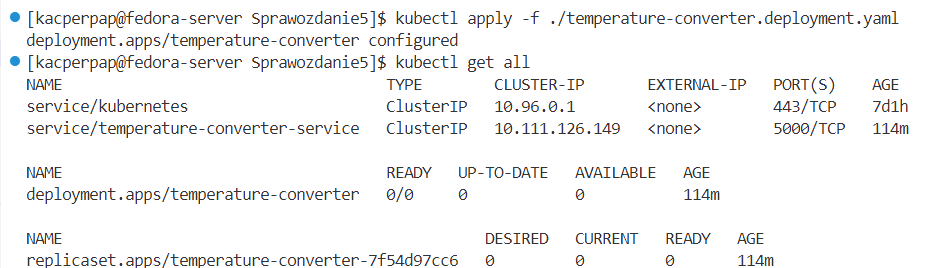 [kacperpap@fedora-server Sprawozdanie5]$ kubectl apply -f ./temperature-converter.deployment.yaml
deployment.apps/temperature-converter configured
[kacperpap@fedora-server Sprawozdanie5]$ kubectl get all
NAME TYPE CLUSTER-IP EXTERNAL-IP PORT(S) AGE
service/kubernetes ClusterIP 10.96.0.1 <none> 443/TCP 7d1h
service/temperature-converter-service ClusterIP 10.111.126.149 <none> 5000/TCP 114m
NAME READY UP-TO-DATE AVAILABLE AGE
deployment.apps/temperature-converter 0/0 0 0 114m
NAME DESIRED CURRENT READY AGE
replicaset.apps/temperature-converter-7f54d97cc6 0 0 0 114m